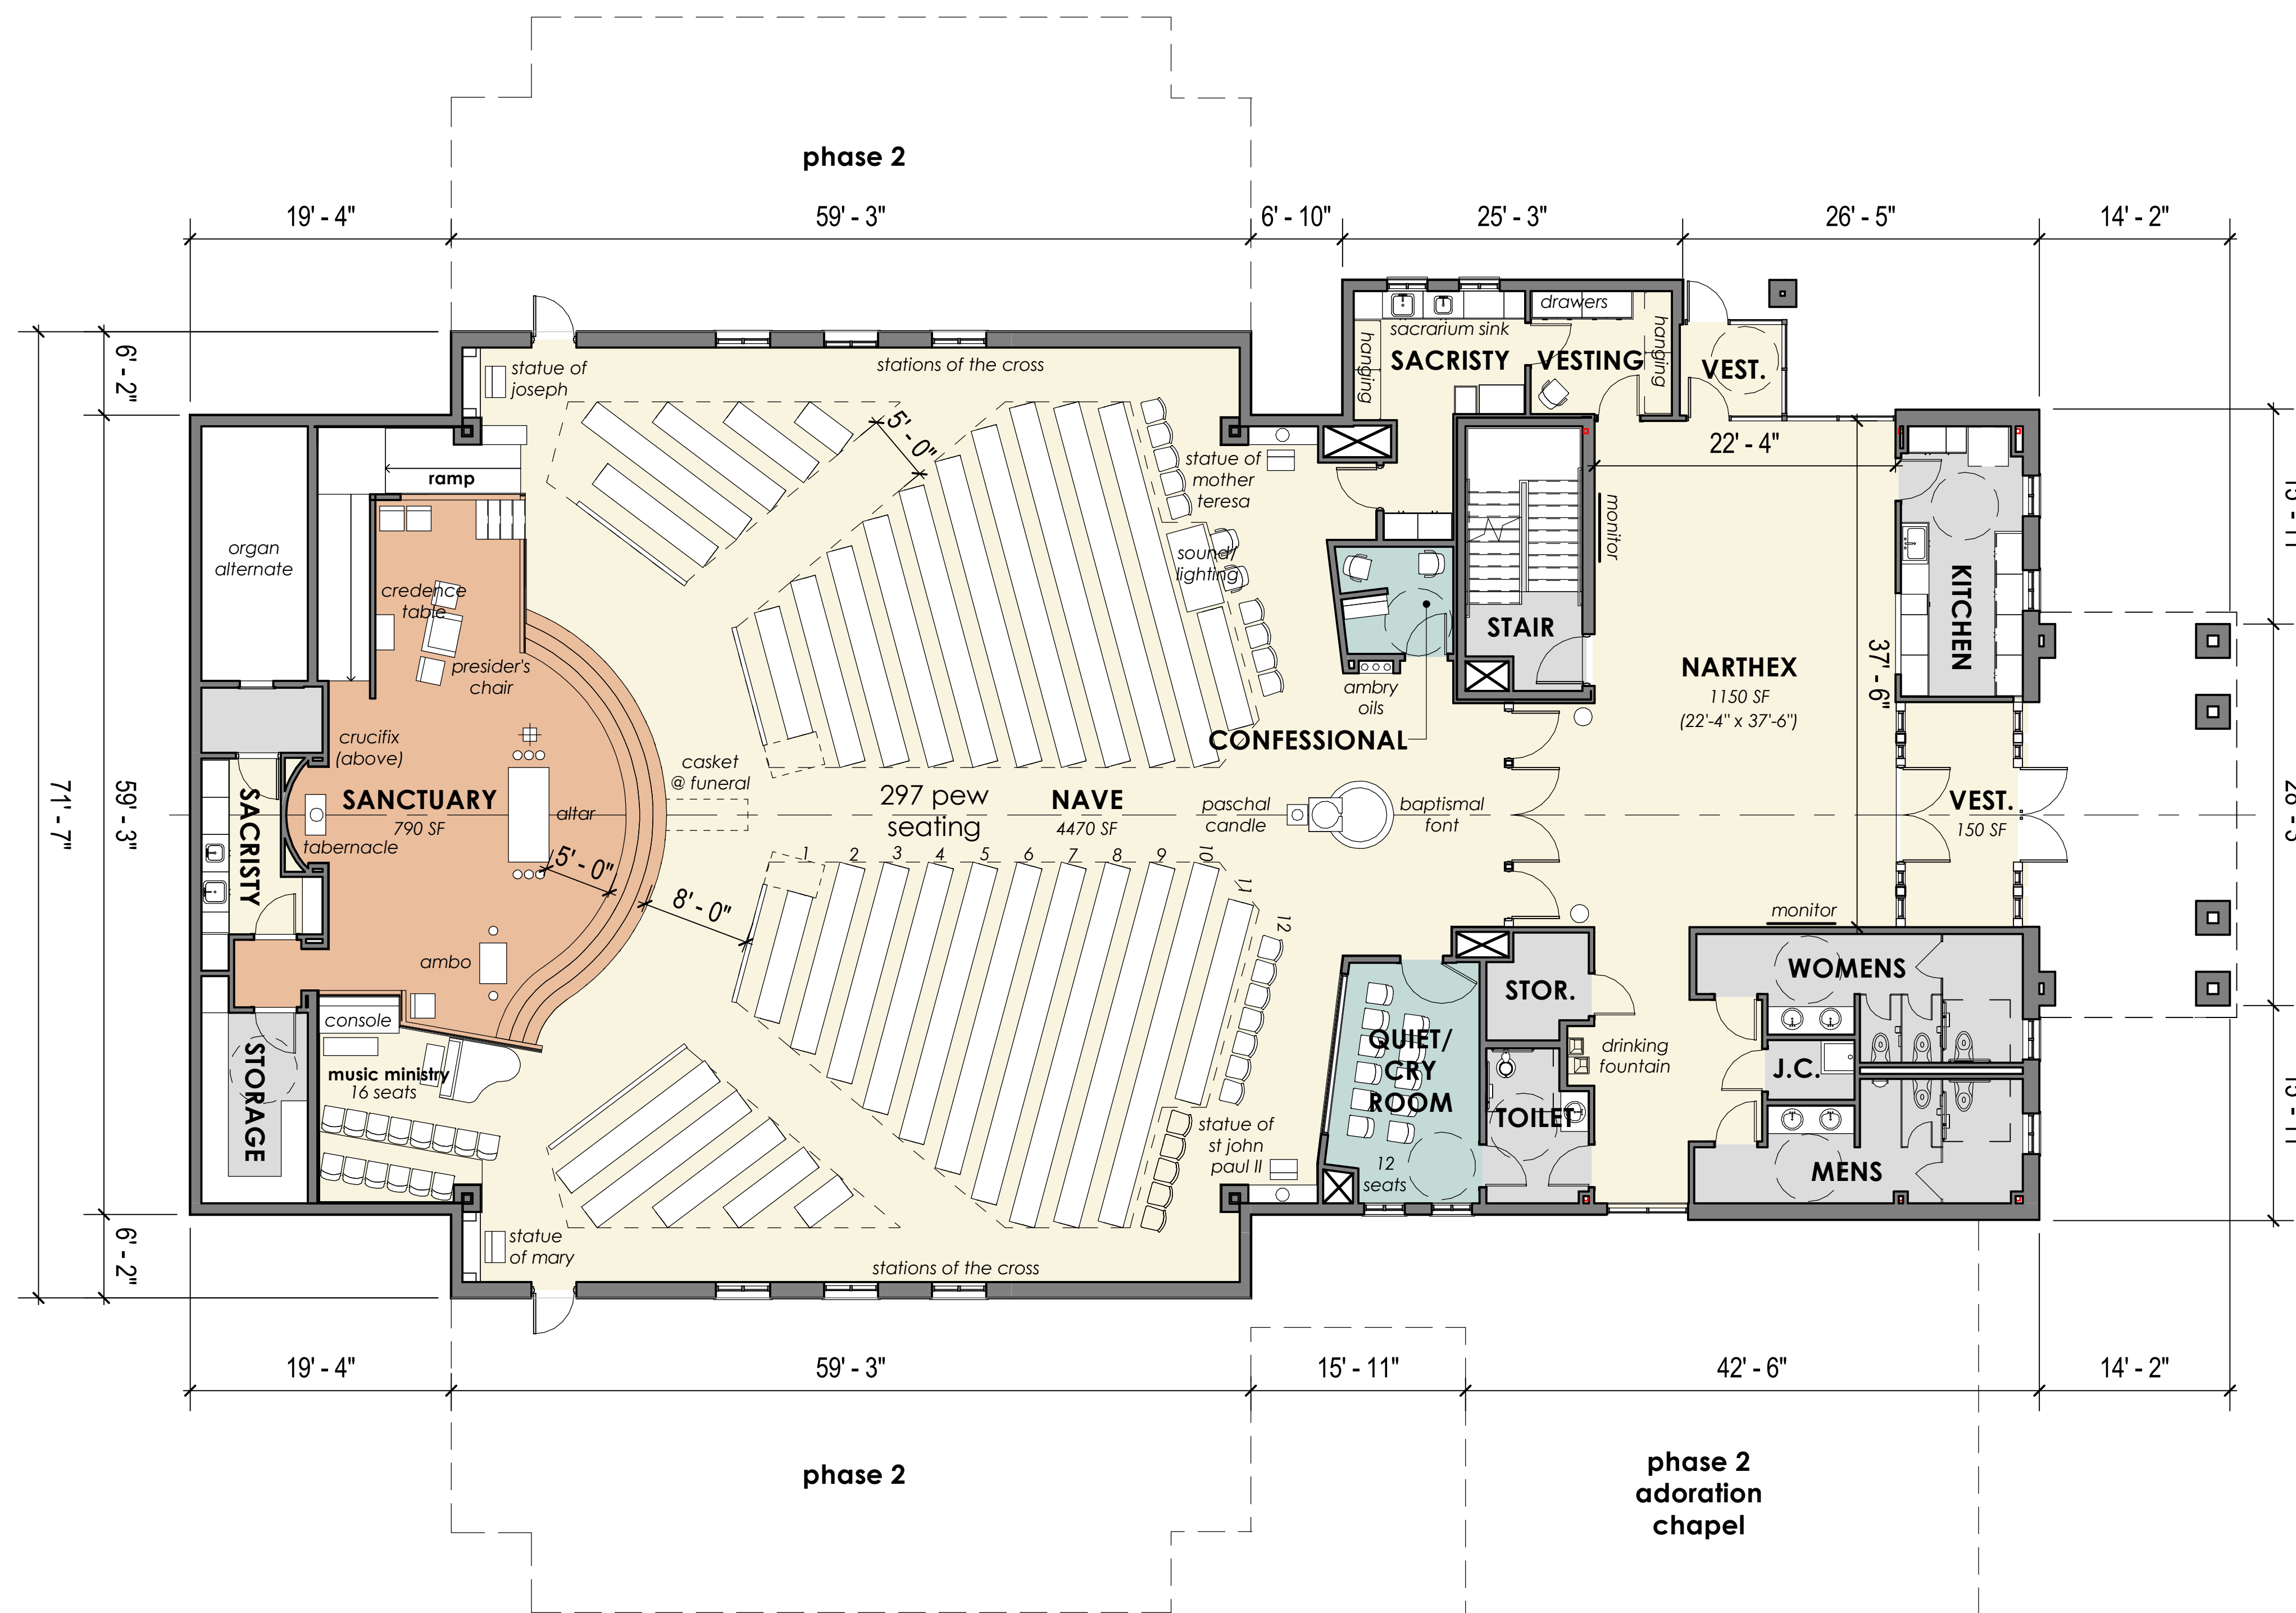 phase 2
19' - 4"
59' - 3"
6' - 10"
25' - 3"
26' - 5"
14' - 2"
6' - 2"
71' - 7"
59' - 3"
6' - 2"
statue of
joseph
stations of the cross
5' - 0"
statue of
mother
teresa
hanging
sacrarium sink
SACRISTY
drawers
VESTING
hanging
VEST.
22' - 4"
monitor
ramp
organ
alternate
credence
table
presider's
chair
sound/
lighting
STAIR
ambry
oils
CONFESSIONAL
NARTHEX
1150 SF
(22'-4" x 37'-6")
37' - 6"
KITCHEN
crucifix
(above)
SACRISTY
SANCTUARY
790 SF
tabernacle
altar
5' - 0"
8' - 0"
casket
@ funeral
297 pew
seating
NAVE
4470 SF
paschal
candle
baptismal
font
VEST.
150 SF
1
2
3
4
5
6
7
8
9
10
11
12
ambo
monitor
WOMENS
STOR.
console
music ministry
16 seats
STORAGE
QUIET/
CRY
ROOM
12
seats
drinking
fountain
TOILET
J.C.
MENS
statue of
st john
paul II
statue
of mary
stations of the cross
19' - 4"
59' - 3"
15' - 11"
42' - 6"
14' - 2"
phase 2
phase 2
adoration
chapel